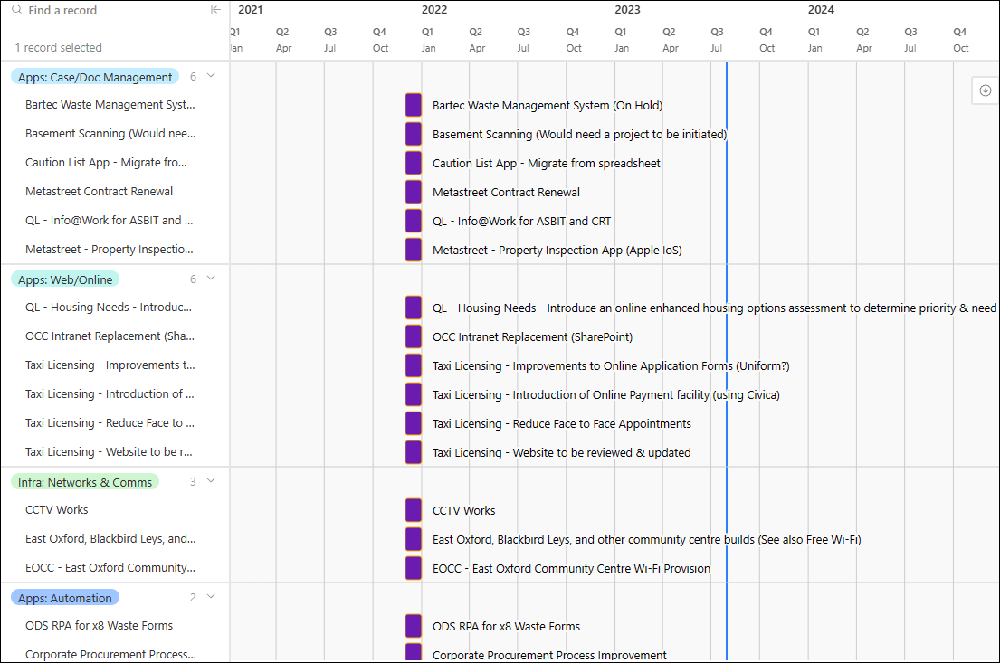 Find a record
1 record selected
2021 2022 2023 2024
Q1 Q2 Q3 Q4 Q1 Q2 Q3 Q4 Q1 Q2 Q3 Q4 Q1 Q2 Q3 Q4
Jan Apr Jul Oct Jan Apr Jul Oct Jan Apr Jul Oct Jan Apr Jul Oct
Apps: Case/Doc Management 6
Bartec Waste Management Syst... Bartec Waste Management System (On Hold)
Basement Scanning (Would nee... Basement Scanning (Would need a project to be initiated)
Caution List App - Migrate fro... Caution List App - Migrate from spreadsheet
Metastreet Contract Renewal Metastreet Contract Renewal
QL - Info@Work for ASBIT and ... QL - Info@Work for ASBIT and CRT
Metastreet - Property Inspectio... Metastreet - Property Inspection App (Apple IoS)
Apps: Web/Online 6
QL - Housing Needs - Introduc... QL - Housing Needs - Introduce an online enhanced housing options assessment to determine priority & need
OCC Intranet Replacement (Sha... OCC Intranet Replacement (SharePoint)
Taxi Licensing - Improvements t... Taxi Licensing - Improvements to Online Application Forms (Uniform?)
Taxi Licensing - Introduction of ... Taxi Licensing - Introduction of Online Payment facility (using Civica)
Taxi Licensing - Reduce Face to ... Taxi Licensing - Reduce Face to Face Appointments
Taxi Licensing - Website to be r... Taxi Licensing - Website to be reviewed & updated
Infra: Networks & Comms 3
CCTV Works CCTV Works
East Oxford, Blackbird Leys, and... East Oxford, Blackbird Leys, and other community centre builds (See also Free Wi-Fi)
EOCC - East Oxford Community... EOCC - East Oxford Community Centre Wi-Fi Provision
Apps: Automation 2
ODS RPA for x8 Waste Forms ODS RPA for x8 Waste Forms
Corporate Procurement Process... Corporate Procurement Process Improvement